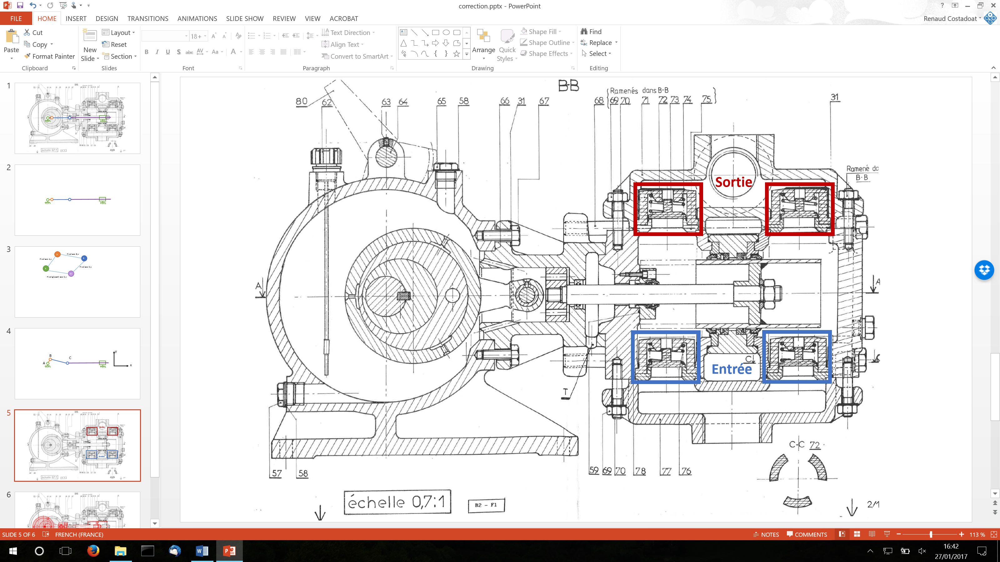 correction.pptx - PowerPoint
?
FILE HOME INSERT DESIGN TRANSITIONS ANIMATIONS SLIDE SHOW REVIEW VIEW ACROBAT
Renaud Costadoat
Paste
Cut
Copy
Format Painter
Clipboard
New Slide
Layout
Reset
Section
Slides
18+
B I U S abc AV Aa A
Font
Text Direction
Align Text
Convert to SmartArt
Paragraph
Arrange
Quick Styles
Shape Fill
Shape Outline
Shape Effects
Drawing
Find
Replace
Select
Editing
1
2
3
Pivot axe B,z
Pivot axe A,z
Pivot axe C,z
Pivot glissant axe C,x
4
A B C y x
5
Sortie
Entrée
échelle 0,7:1
6
B-B
Ramenés dans B-B
80 62 63 64 65 58 66 31 67 68 69 70 71 72 73 74 75 31
Ramené da
B-B
Sortie
A
A
C
Entrée
T
C-C 72
57 58 59 69 70 78 77 76
échelle 0,7:1
B2 - F1
2/1
SLIDE 5 OF 6 FRENCH (FRANCE) NOTES COMMENTS 113 %
16:42
27/01/2017